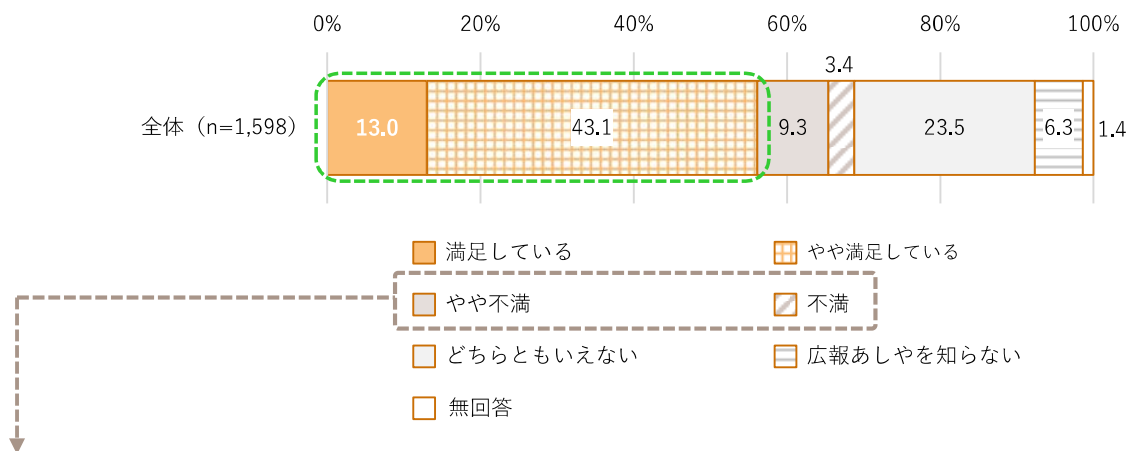 0% 20% 40% 60% 80% 100%
3.4
全体（n=1,598） 13.0 43.1 9.3 23.5 6.3 1.4
満足している やや満足している
やや不満 不満
どちらともいえない 広報あしやを知らない
無回答